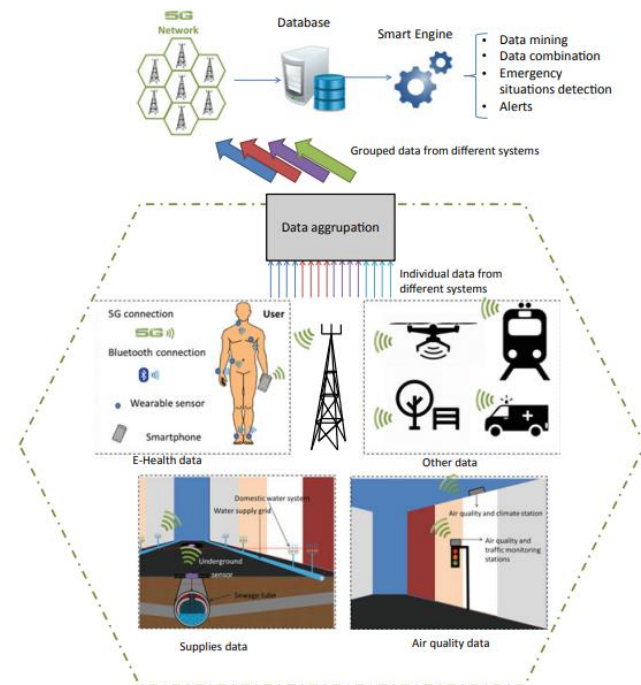 5G
Network
Database
Smart Engine
• Data mining
• Data combination
• Emergency
situations detection
• Alerts
Grouped data from different systems
Data aggrupation
Individual data from
different systems
5G connection
5G
Bluetooth connection
Wearable sensor
Smartphone
User
E-Health data
Other data
Domestic water system
Water supply grid
Underground
sensor
Sewage tube
Supplies data
Air quality and climate station
Air quality and
traffic monitoring
stations
Air quality data